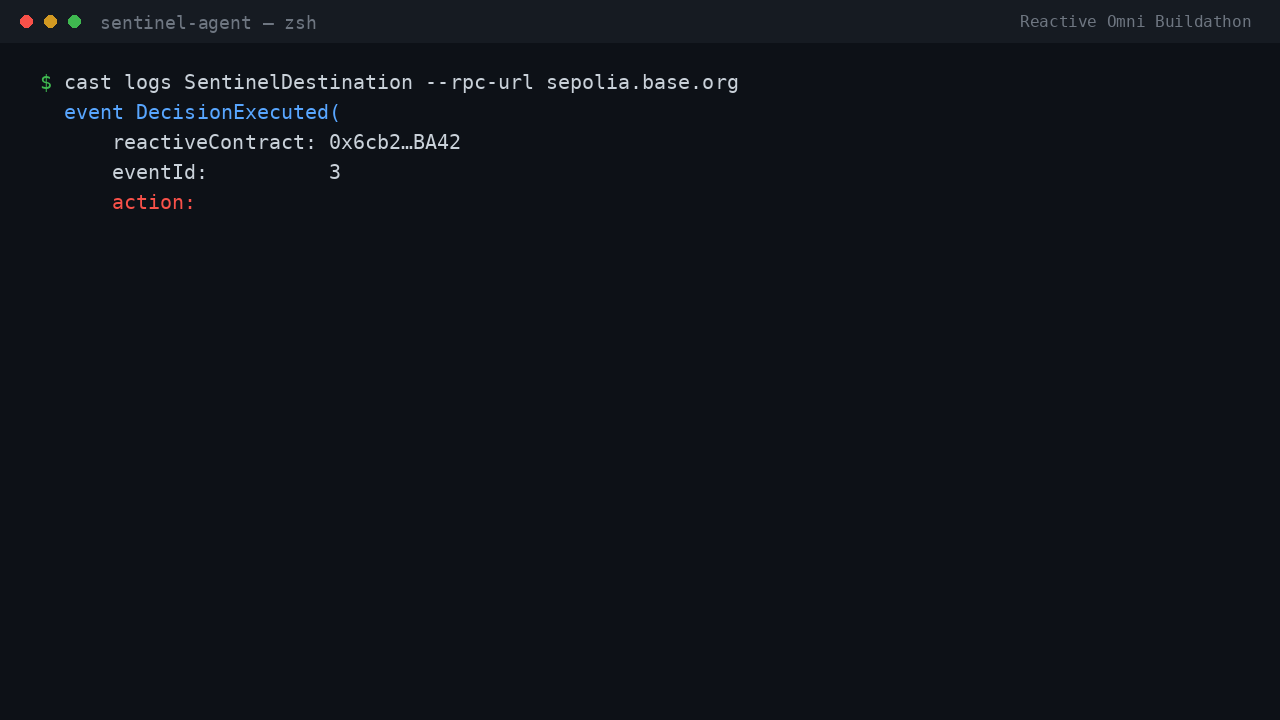 sentinel-agent — zsh
Reactive Omni Buildathon
$ cast logs SentinelDestination --rpc-url sepolia.base.org
event DecisionExecuted(
reactiveContract: 0x6cb2…BA42
eventId: 3
action: